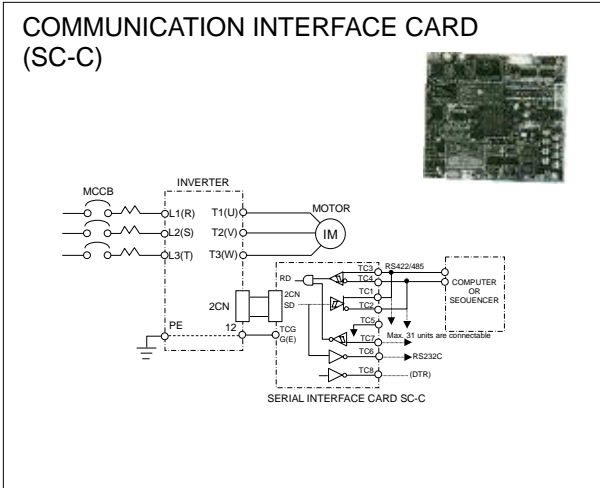 COMMUNICATION INTERFACE CARD
(SC-C)
INVERTER
MCCB
MOTOR
L1(R) T1(U)
L2(S) T2(V) IM
L3(T) T3(W)
TC3 RS422/485
RD TC4
COMPUTER
OR
SEQUENCER
2CN 2CN TC1
SD TC2
TC5
PE 12 TCG TC7 Max. 31 units are connectable
G(E) TC6 RS232C
TC8 (DTR)
SERIAL INTERFACE CARD SC-C